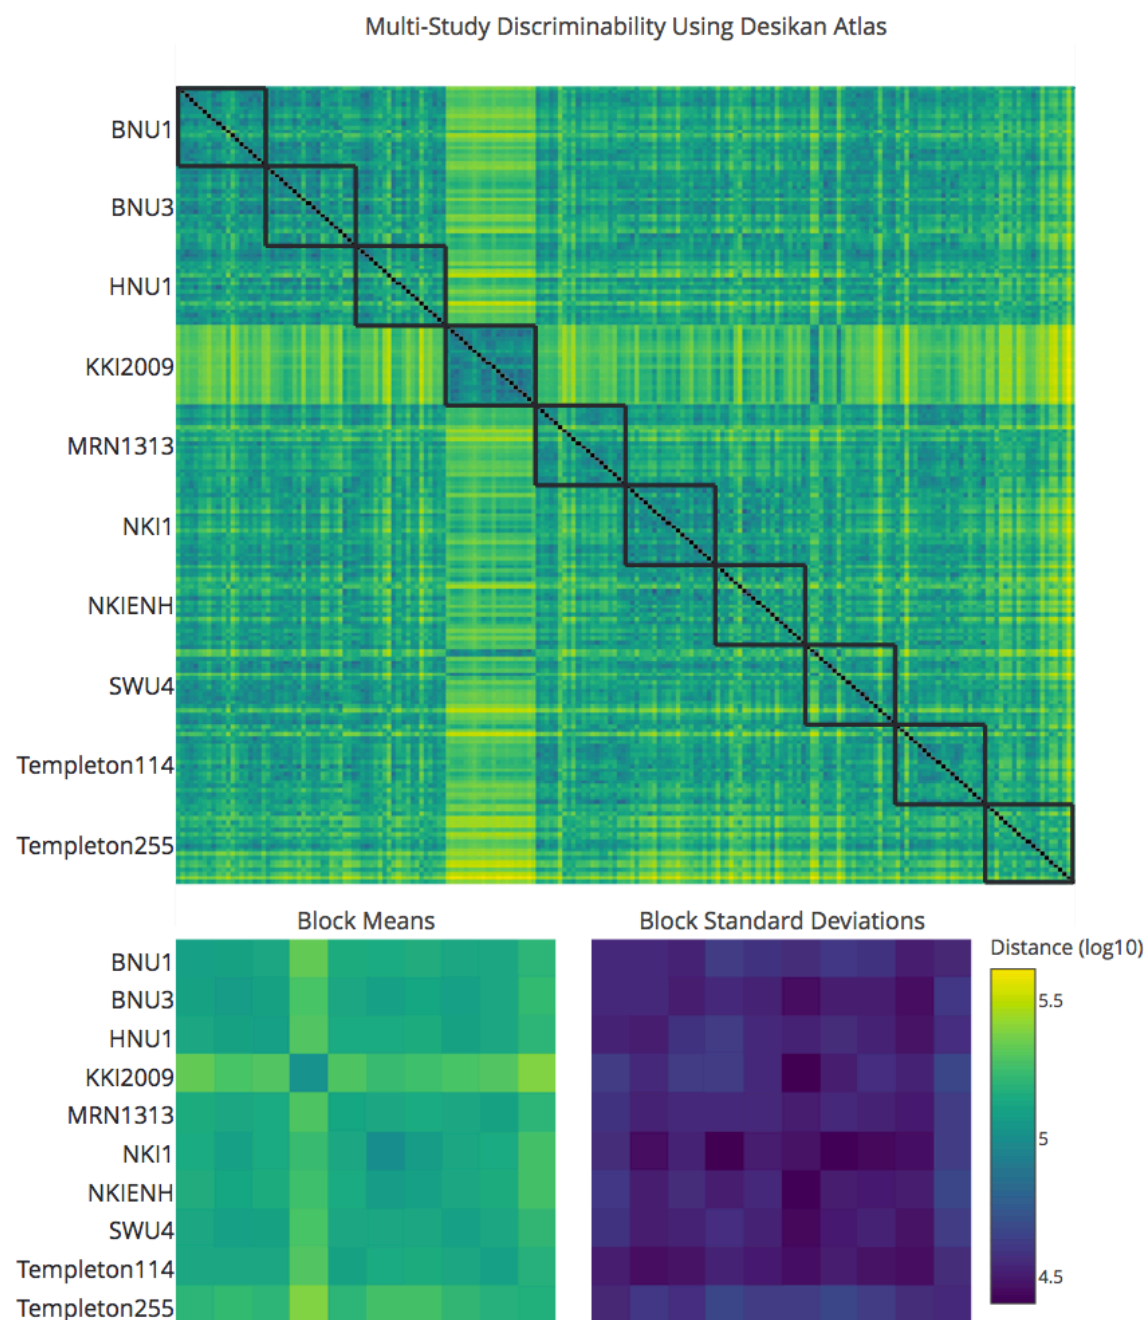 Multi-Study Discriminability Using Desikan Atlas
BNU1
BNU3
HNU1
KKI2009
MRN1313
NKI1
NKIENH
SWU4
Templeton114
Templeton255
Block Means
Block Standard Deviations
Distance (log10)
BNU1
BNU3
HNU1
KKI2009
MRN1313
NKI1
NKIENH
SWU4
Templeton114
Templeton255
5.5
5
4.5